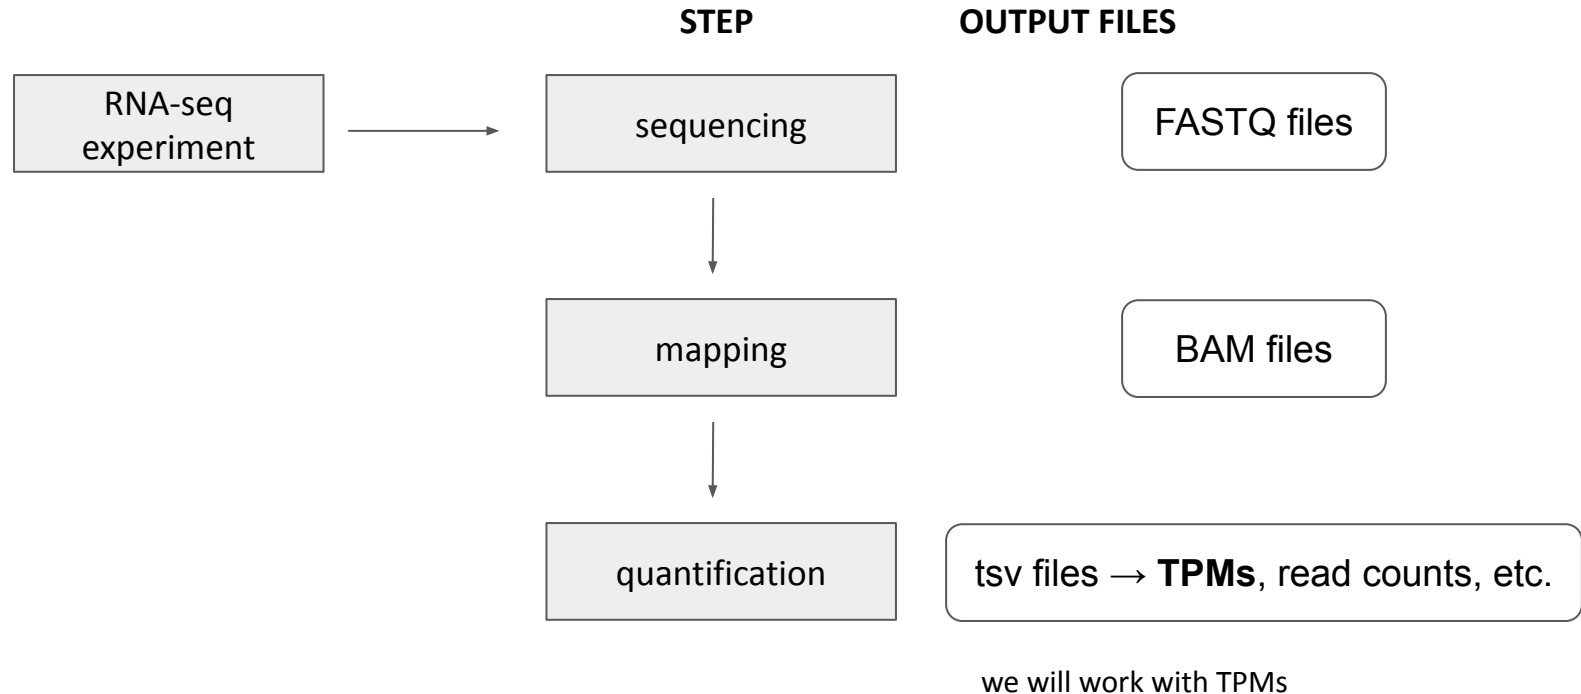 STEP
OUTPUT FILES
RNA-seq
experiment
sequencing
FASTQ files
mapping
BAM files
quantification
tsv files → TPMs, read counts, etc.
we will work with TPMs